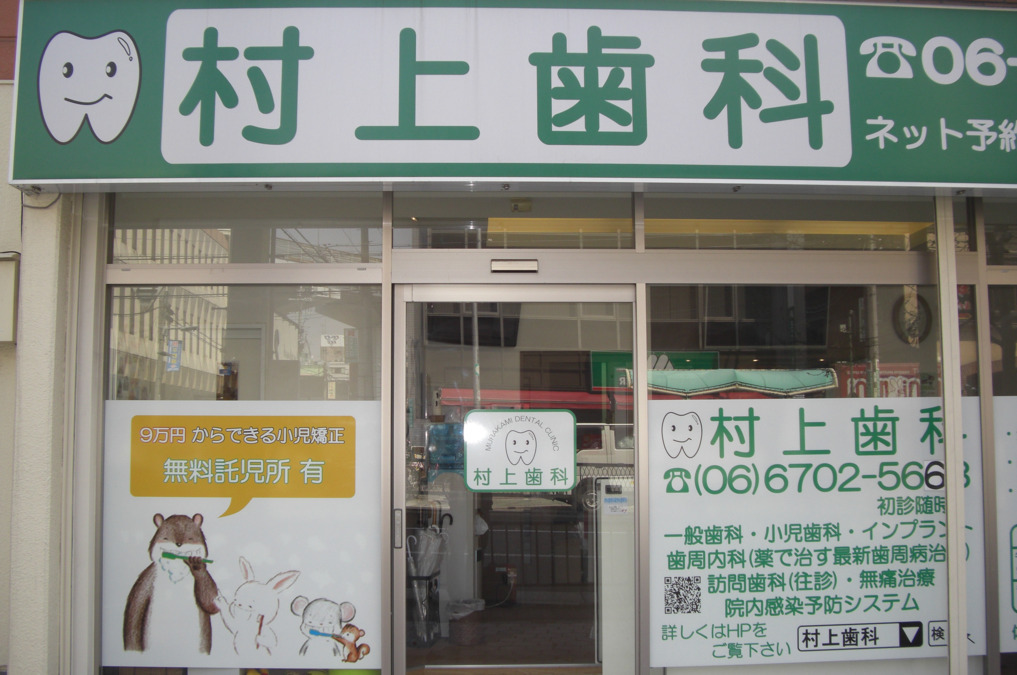 村上歯科
☎06-
ネット予約
9万円からできる小児矯正
無料託児所 有
MURAKAMI DENTAL CLINIC
村上歯科
村上歯科
☎(06)6702-5668
初診随時
一般歯科・小児歯科・インプラント
歯周内科(薬で治す最新歯周病治)
訪問歯科(往診)・無痛治療
院内感染予防システム
詳しくはHPを
ご覧下さい
村上歯科 ▼ 検